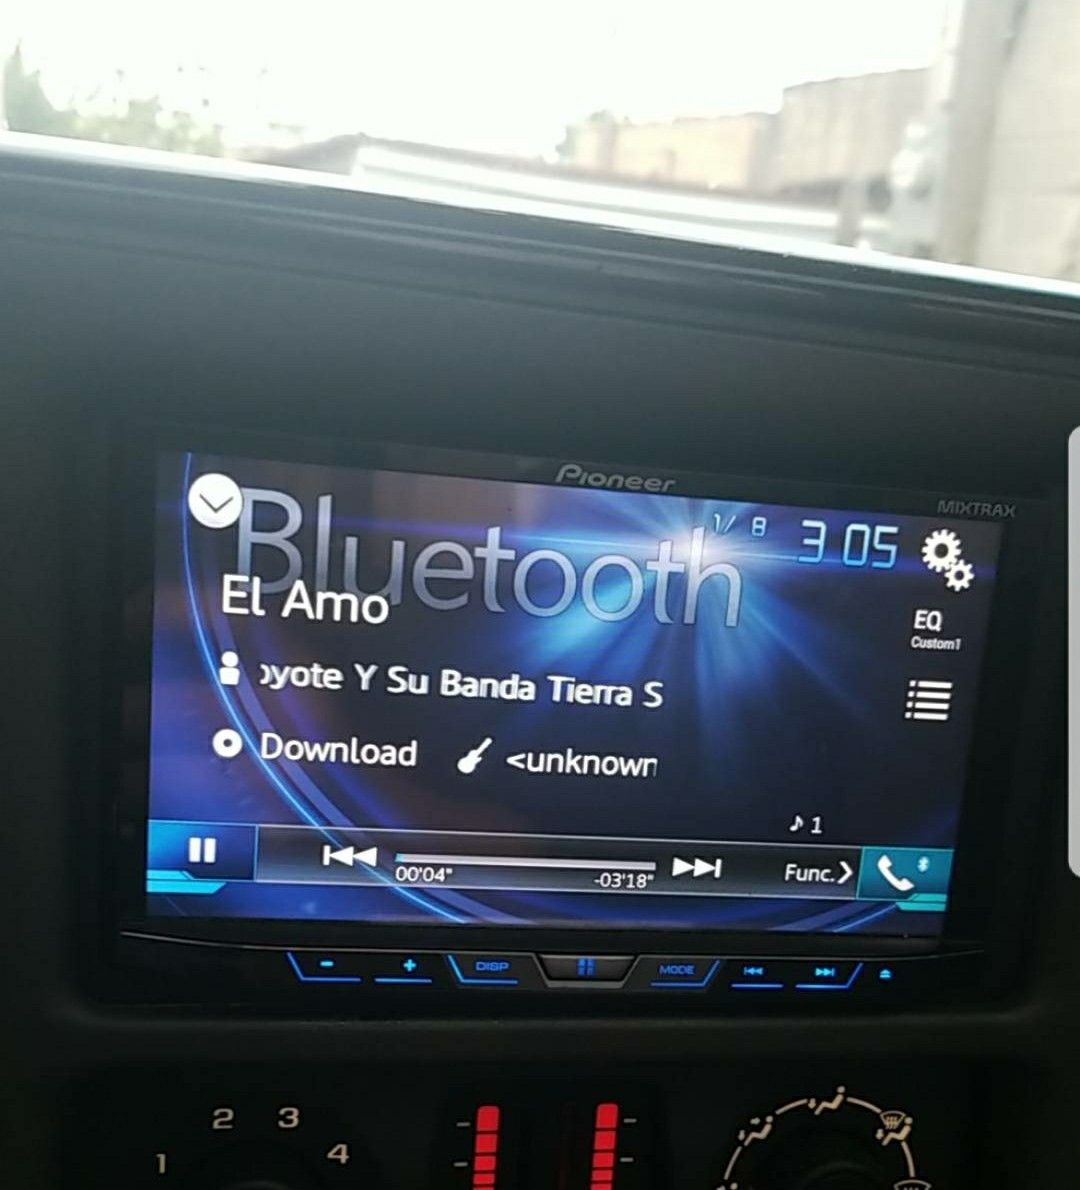 Pioneer
MIXTRAX
Bluetooth
1/ 8 3 05
El Amo
EQ
Custom1
oyote Y Su Banda Tierra S
Download <unknown
♪ 1
00'04" -03'18" Func.
- + DISP MODE
1 2 3 4